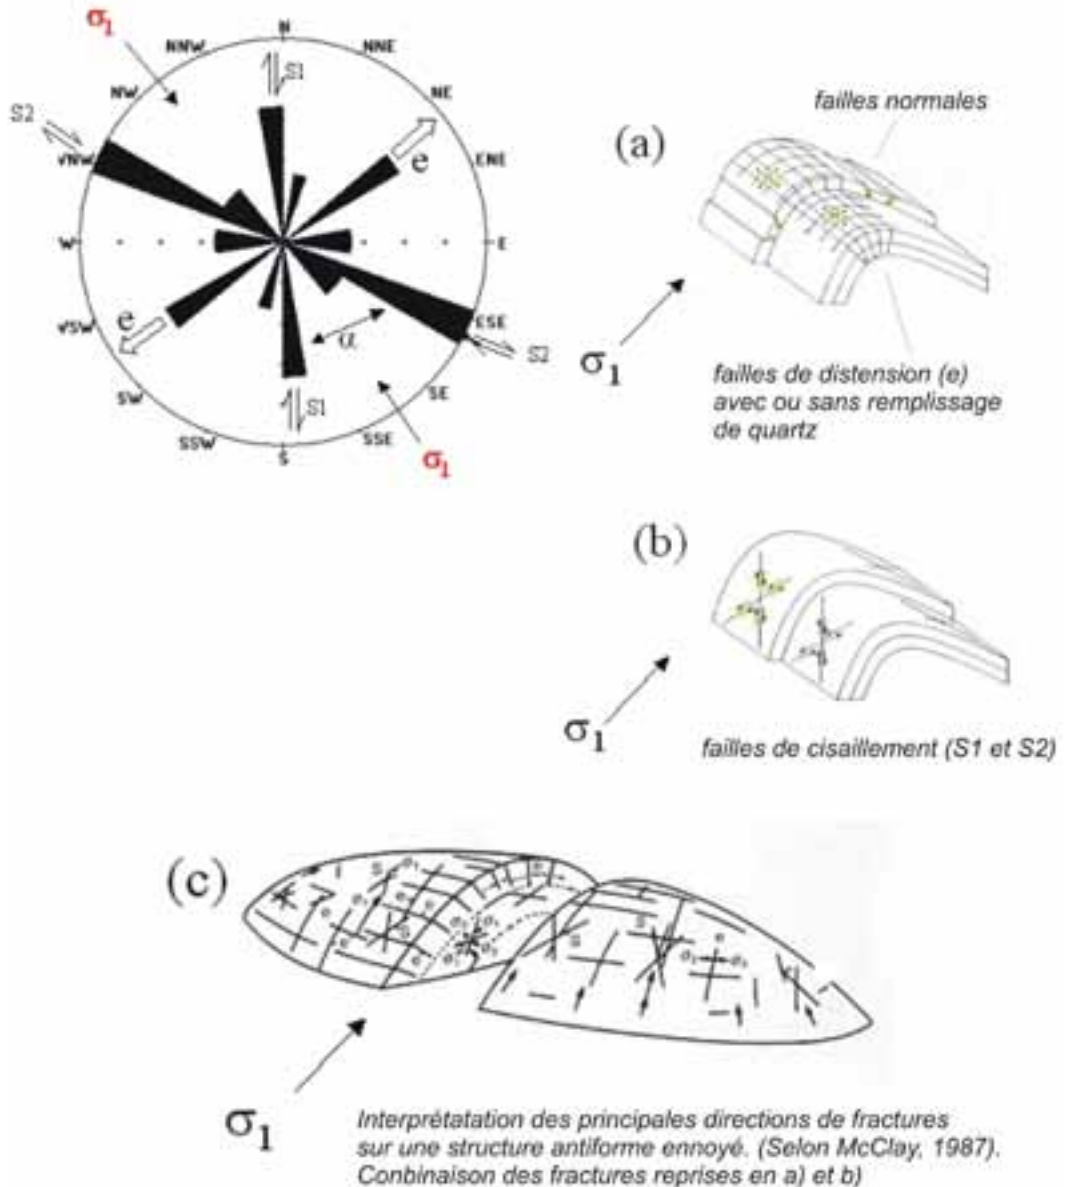 σ1
N
NNW
NNE
S1
NW
NE
S2
WNW
e
ENE
W
E
e
WSW
ESE
α
S2
SW
SE
S1
SSW
SSE
S
σ1
failles normales
(a)
σ1
failles de distension (e)
avec ou sans remplissage
de quartz
(b)
σ1
failles de cisaillement (S1 et S2)
(c)
σ1
Interprétatation des principales directions de fractures
sur une structure antiforme ennoyé. (Selon McClay, 1987).
Conbinaison des fractures reprises en a) et b)